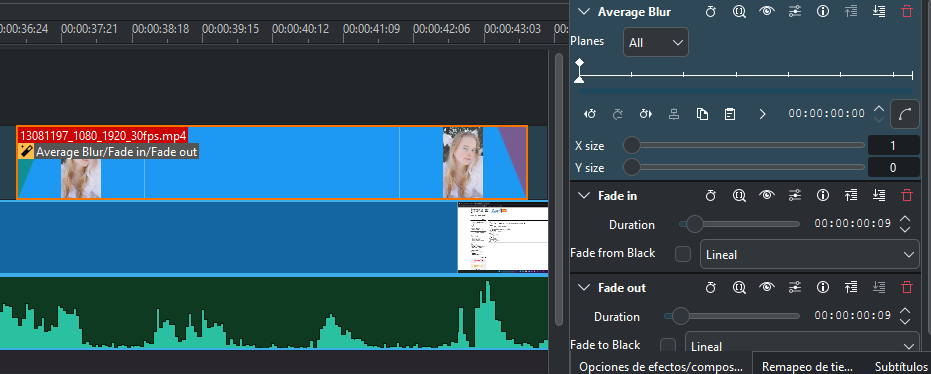 00:00:36:24 00:00:37:21 00:00:38:18 00:00:39:15 00:00:40:12 00:00:41:09 00:00:42:06 00:00:43:03
13081197_1080_1920_30fps.mp4
Average Blur/Fade in/Fade out
Average Blur
Planes All
00:00:00:00
X size 1
Y size 0
Fade in
Duration 00:00:00:09
Fade from Black Lineal
Fade out
Duration 00:00:00:09
Fade to Black Lineal
Opciones de efectos/compos... Remapeo de tie... Subtítulos